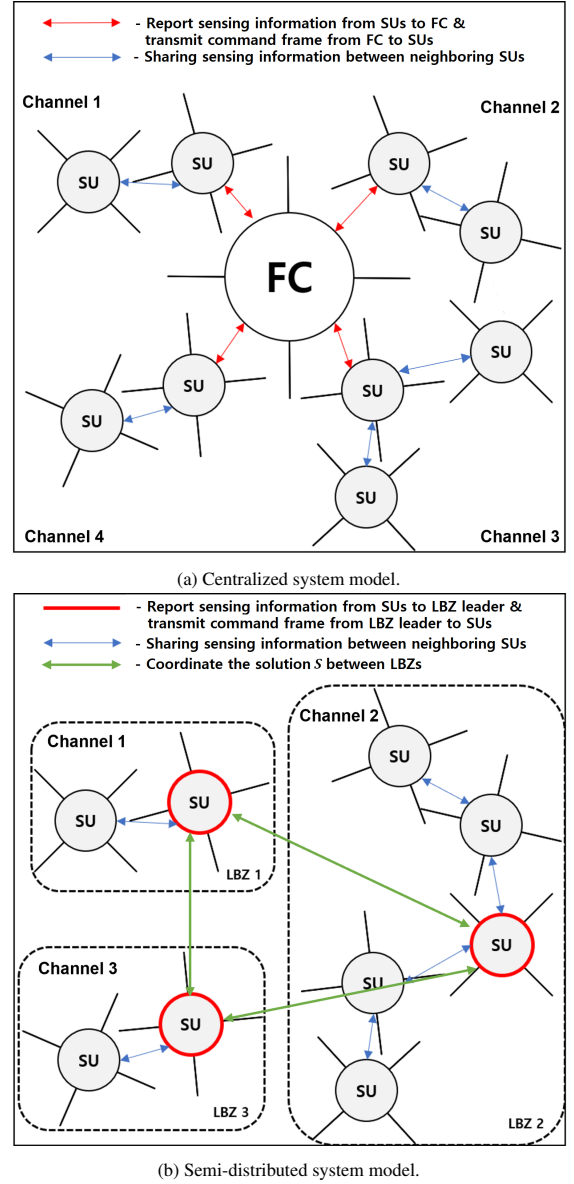 - Report sensing information from SUs to FC &
transmit command frame from FC to SUs
- Sharing sensing information between neighboring SUs
Channel 1
Channel 2
SU
SU
SU
SU
FC
SU
SU
SU
SU
SU
Channel 4
Channel 3
(a) Centralized system model.
- Report sensing information from SUs to LBZ leader &
transmit command frame from LBZ leader to SUs
- Sharing sensing information between neighboring SUs
- Coordinate the solution S between LBZs
Channel 2
Channel 1
SU
SU
SU
SU
LBZ 1
SU
Channel 3
SU
SU
SU
SU
LBZ 3
LBZ 2
(b) Semi-distributed system model.